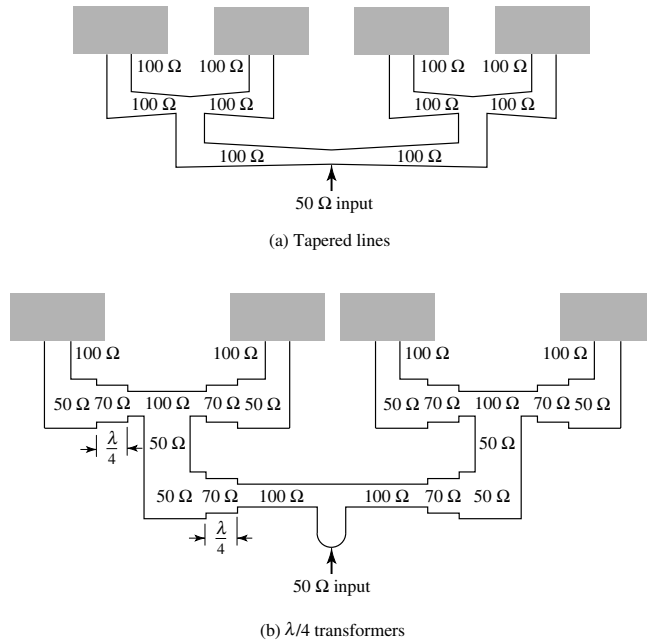 100 Ω 100 Ω 100 Ω 100 Ω
100 Ω 100 Ω 100 Ω 100 Ω
100 Ω 100 Ω
50 Ω input
(a) Tapered lines
100 Ω 100 Ω 100 Ω 100 Ω
50 Ω 70 Ω 100 Ω 70 Ω 50 Ω 50 Ω 70 Ω 100 Ω 70 Ω 50 Ω
λ/4 50 Ω 50 Ω
50 Ω 70 Ω 100 Ω 100 Ω 70 Ω 50 Ω
λ/4
50 Ω input
(b) λ/4 transformers